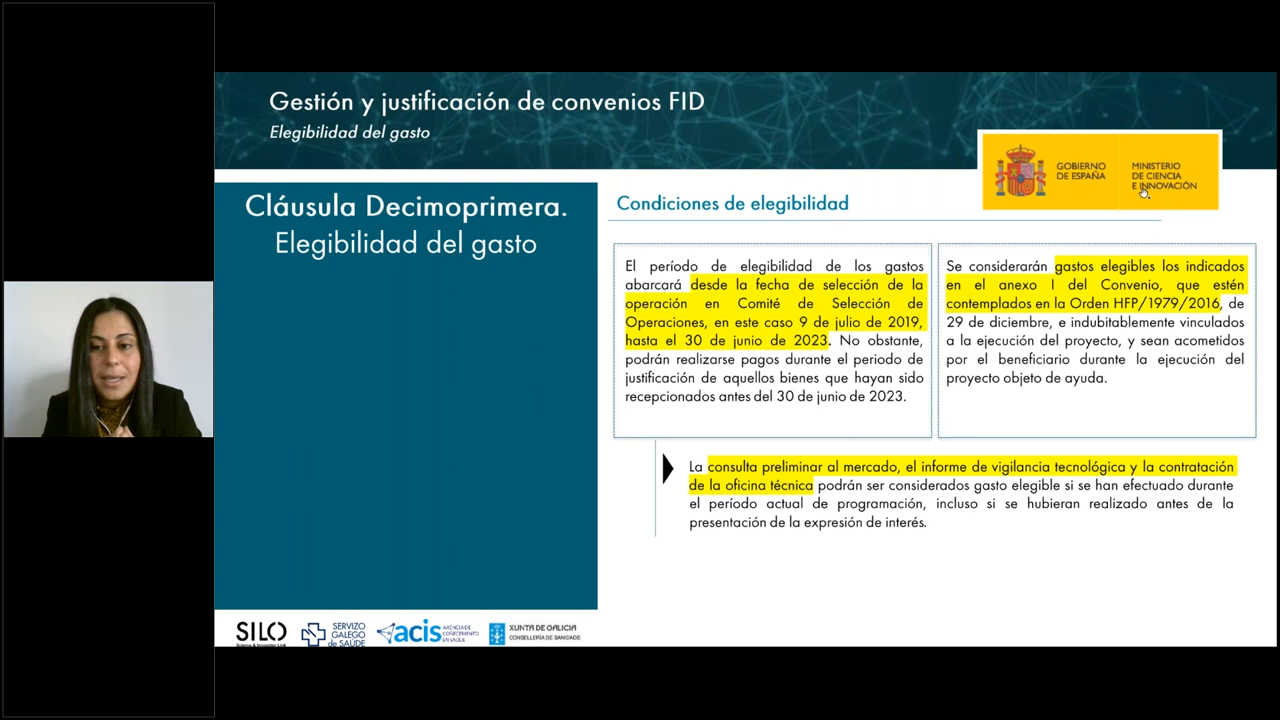 Gestión y justificación de convenios FID
Elegibilidad del gasto
GOBIERNO
DE ESPAÑA
MINISTERIO
DE CIENCIA
E INNOVACIÓN
Cláusula Decimoprimera.
Elegibilidad del gasto
Condiciones de elegibilidad
El período de elegibilidad de los gastos
abarcará desde la fecha de selección de la
operación en Comité de Selección de
Operaciones, en este caso 9 de julio de 2019,
hasta el 30 de junio de 2023. No obstante,
podrán realizarse pagos durante el periodo de
justificación de aquellos bienes que hayan sido
recepcionados antes del 30 de junio de 2023.
Se considerarán gastos elegibles los indicados
en el anexo I del Convenio, que estén
contemplados en la Orden HFP/1979/2016, de
29 de diciembre, e indubitablemente vinculados
a la ejecución del proyecto, y sean acometidos
por el beneficiario durante la ejecución del
proyecto objeto de ayuda.
La consulta preliminar al mercado, el informe de vigilancia tecnológica y la contratación
de la oficina técnica podrán ser considerados gasto elegible si se han efectuado durante
el período actual de programación, incluso si se hubieran realizado antes de la
presentación de la expresión de interés.
SILO
Science & Innovation Link
SERVIZO
GALEGO
de SAÚDE
acis
AXENCIA DE
COÑECEMENTO
EN SAÚDE
XUNTA DE GALICIA
CONSELLERÍA DE SANIDADE